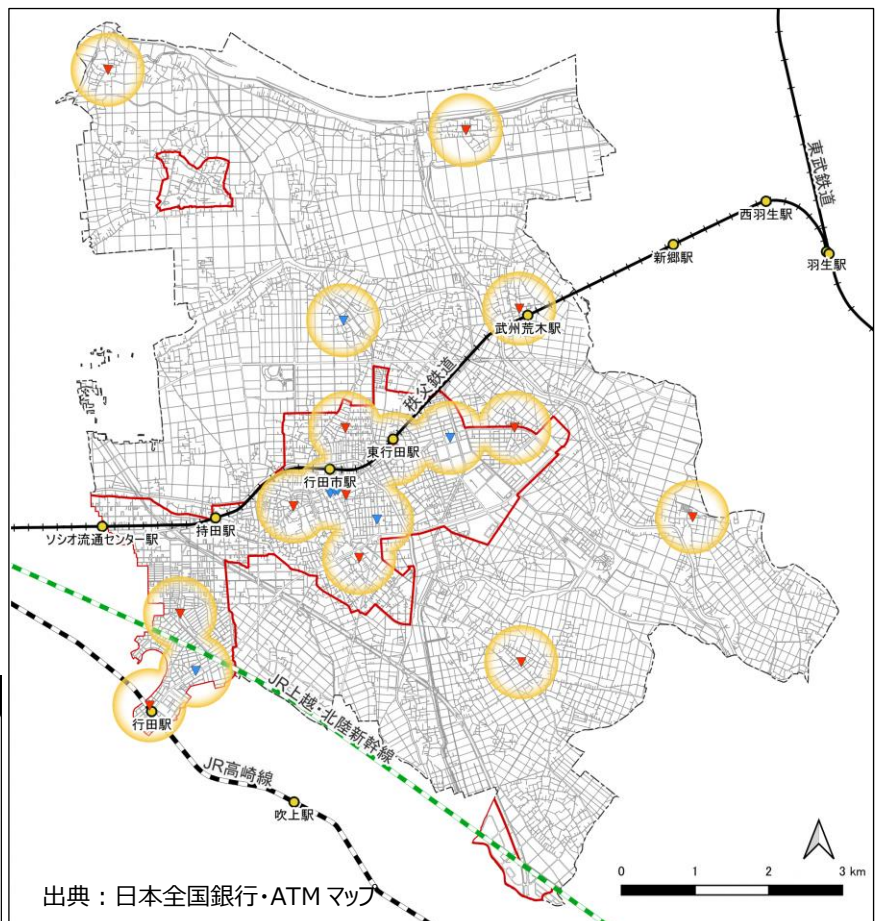 東武鉄道
西羽生駅
新郷駅
羽生駅
武州荒木駅
秩父鉄道
東行田駅
行田市駅
持田駅
ソシオ流通センター駅
JR上越・北陸新幹線
行田駅
JR高崎線
吹上駅
0 1 2 3 km
出典：日本全国銀行・ATM マップ